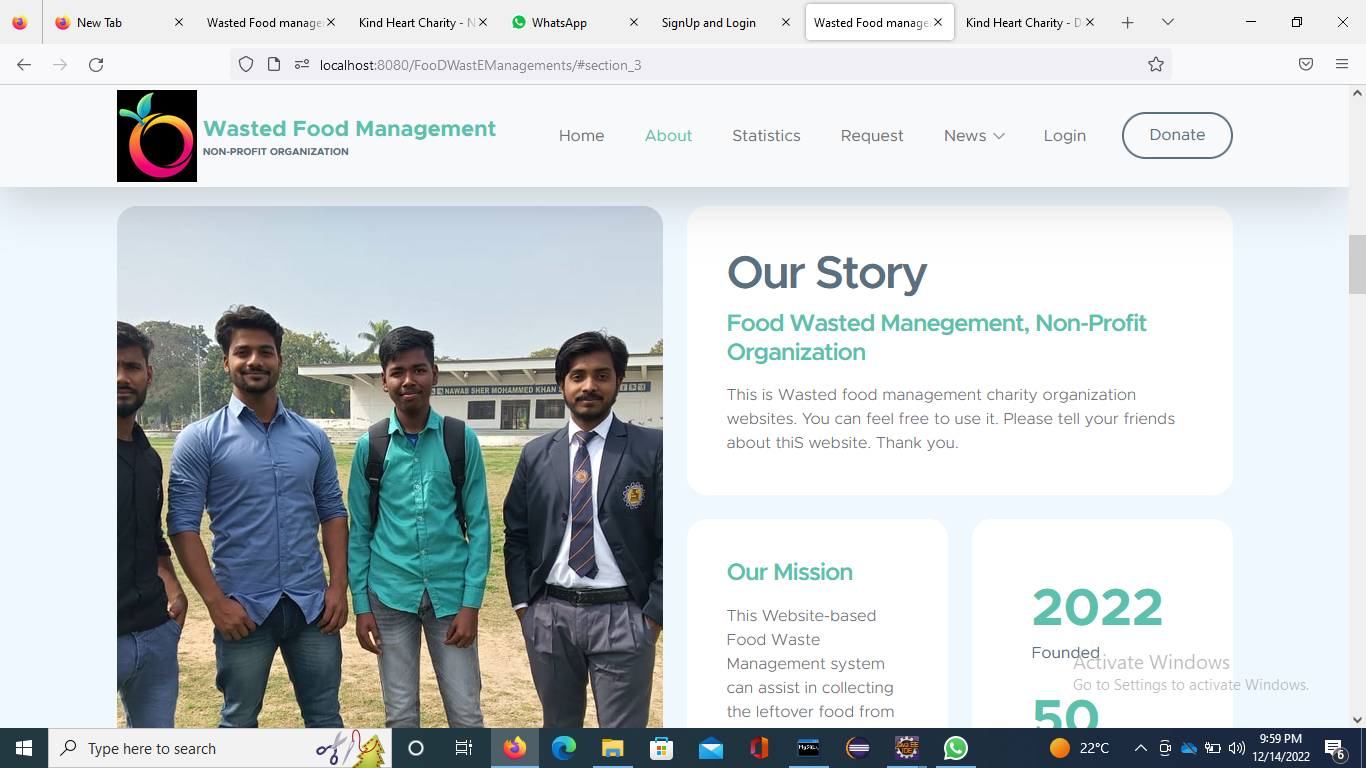 New Tab
Wasted Food manage
Kind Heart Charity - N
WhatsApp
SignUp and Login
Wasted Food manage
Kind Heart Charity - D
localhost:8080/FooDWastEManagements/#section_3
Wasted Food Management
NON-PROFIT ORGANIZATION
Home
About
Statistics
Request
News
Login
Donate
NAWAB SHER MOHAMMED KHAN
Our Story
Food Wasted Manegement, Non-Profit
Organization
This is Wasted food management charity organization
websites. You can feel free to use it. Please tell your friends
about thiS website. Thank you.
Our Mission
This Website-based
Food Waste
Management system
can assist in collecting
the leftover food from
2022
Founded
50
Activate Windows
Go to Settings to activate Windows.
Type here to search
MySQL
22°C
9:59 PM
12/14/2022
6